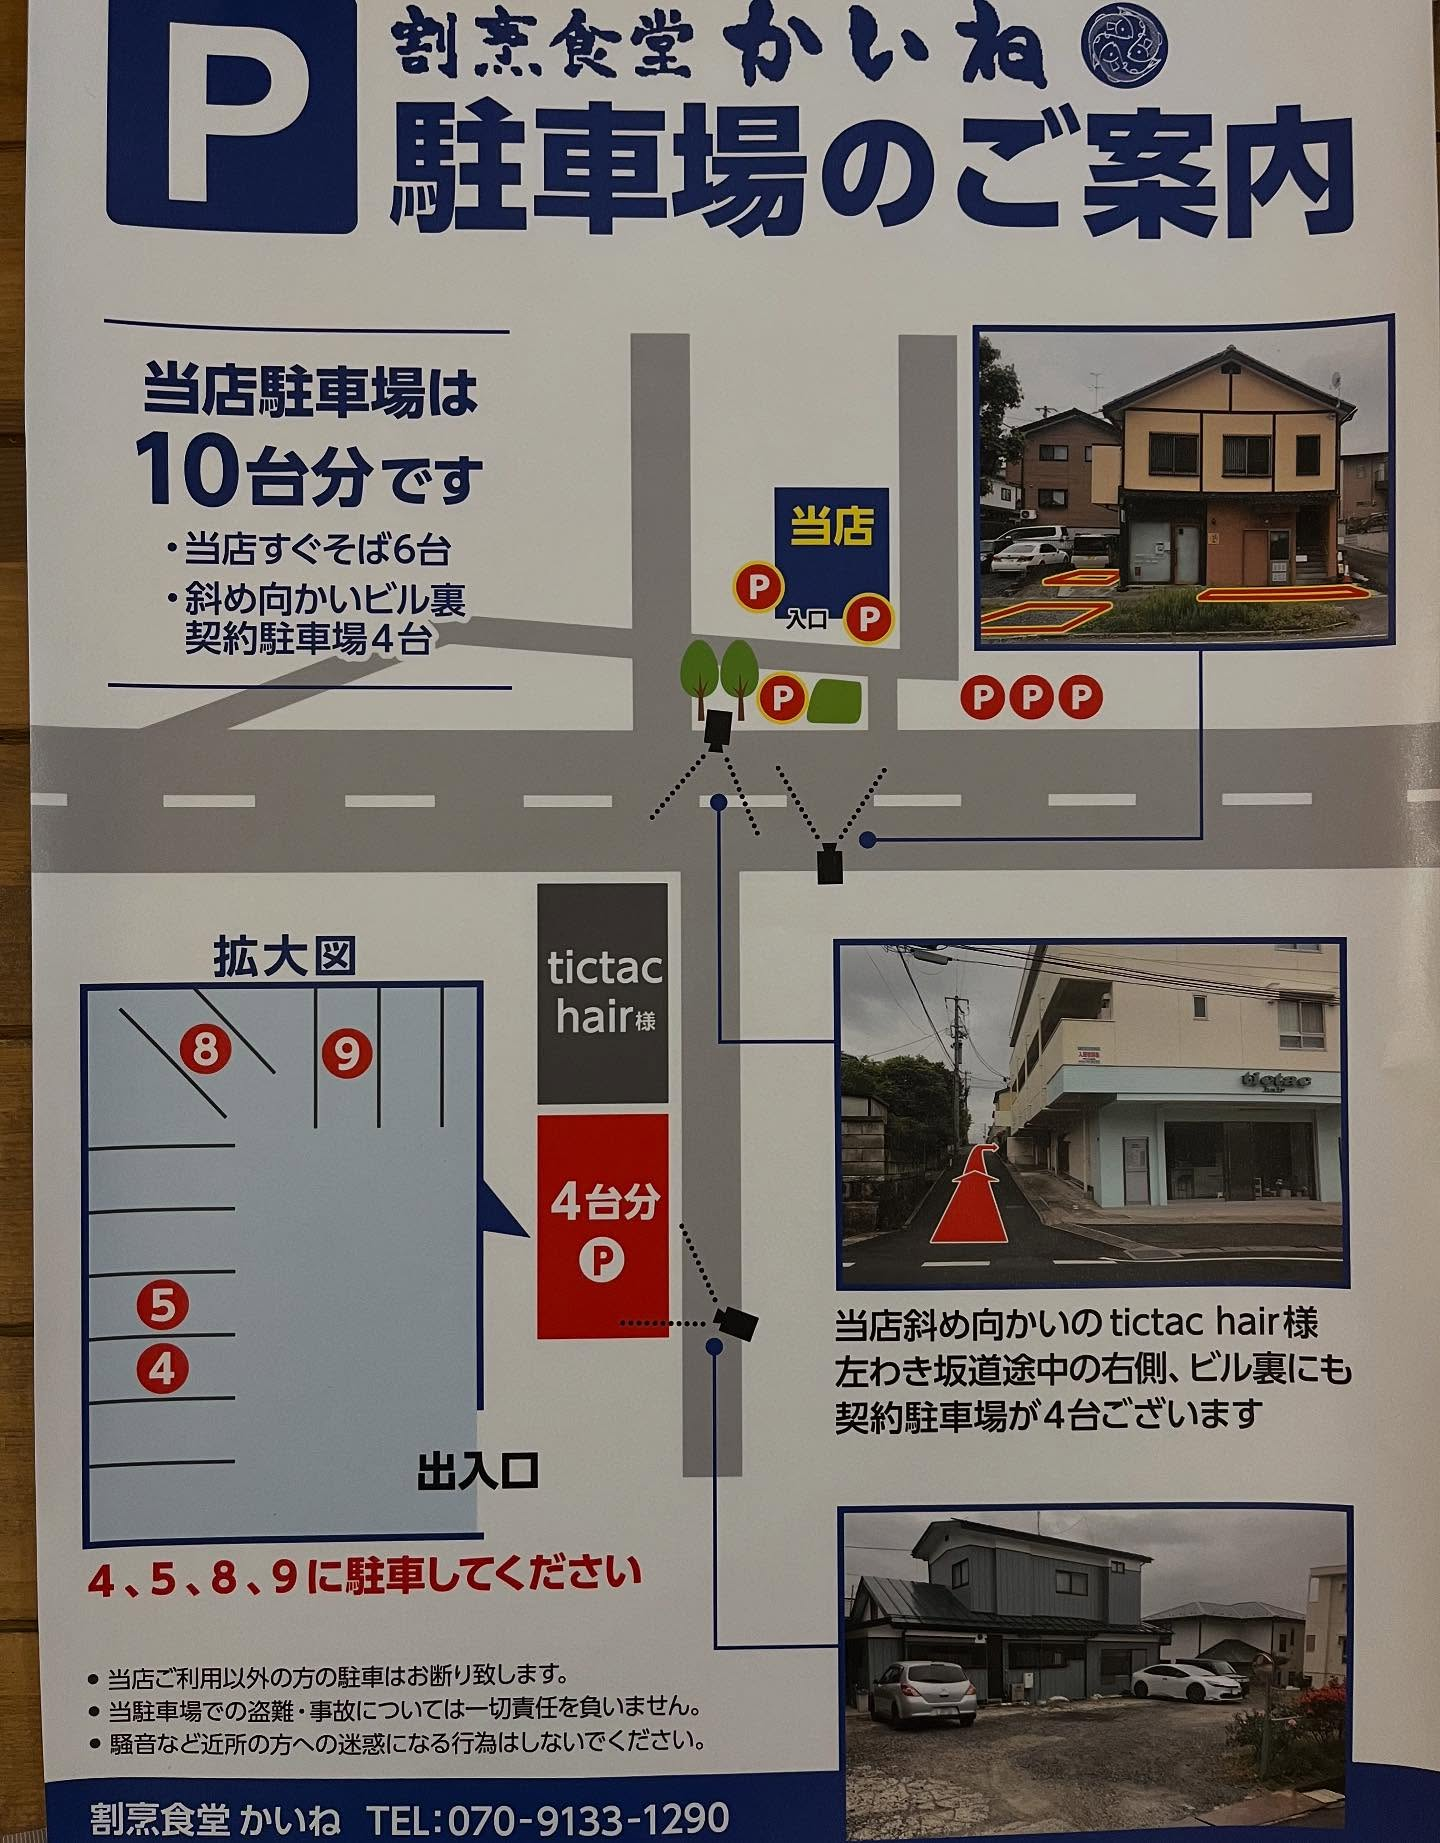 P
割烹食堂 かいね
駐車場のご案内
当店駐車場は
10台分です
・当店すぐそば6台
・斜め向かいビル裏
契約駐車場4台
当店
P
入口
P
P
P P P
tictac
hair様
拡大図
8
9
5
4
4台分
P
出入口
4、5、8、9に駐車してください
tictac
hair
当店斜め向かいのtictac hair様
左わき坂道途中の右側、ビル裏にも
契約駐車場が4台ございます
● 当店ご利用以外の方の駐車はお断り致します。
● 当駐車場での盗難・事故については一切責任を負いません。
● 騒音など近所の方への迷惑になる行為はしないでください。
割烹食堂 かいね TEL:070-9133-1290